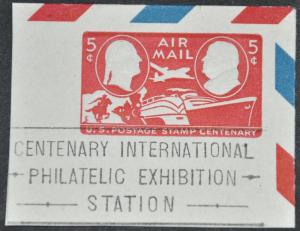 5¢ AIR MAIL 5¢
U.S. POSTAGE STAMP CENTENARY
CENTENARY INTERNATIONAL
PHILATELIC EXHIBITION
STATION